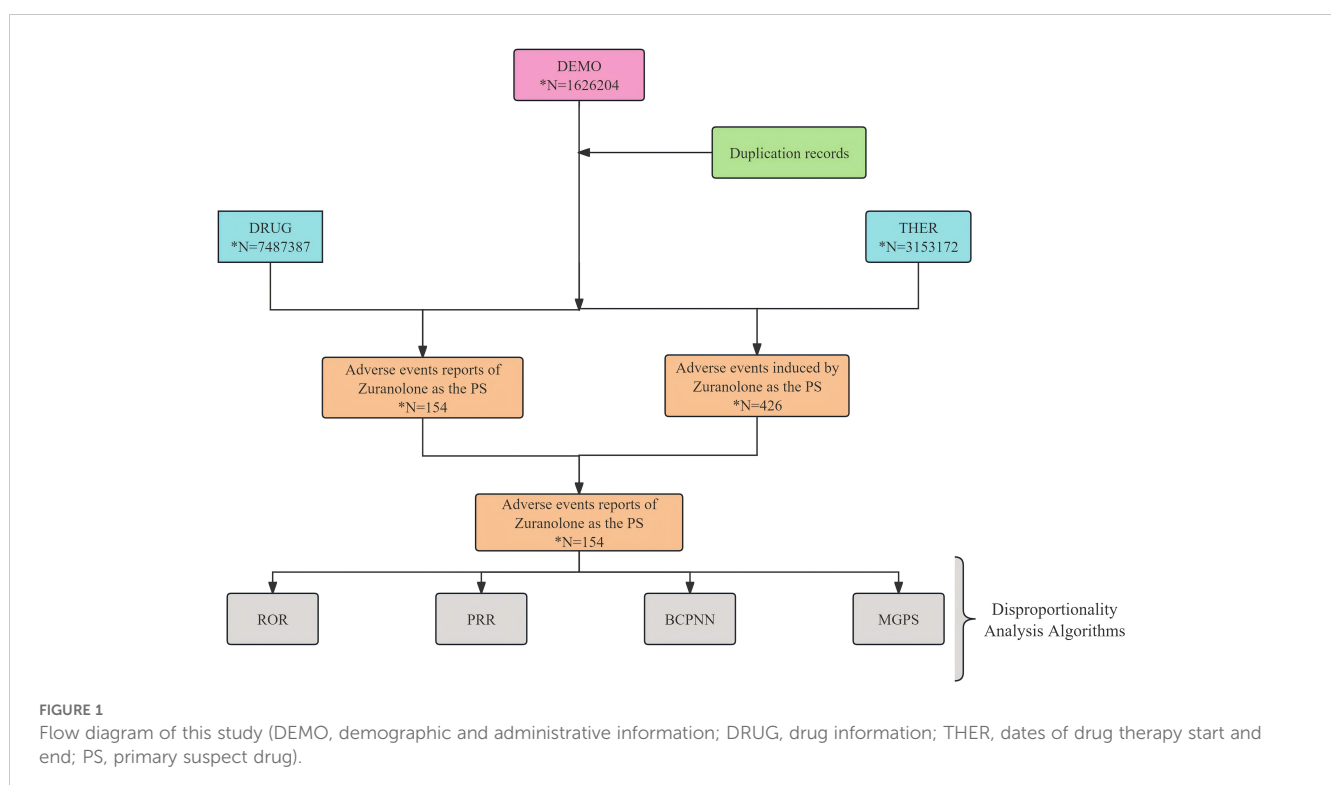 DEMO
*N=1626204
Duplication records
DRUG
*N=7487387
THER
*N=3153172
Adverse events reports of
Zuranolone as the PS
*N=154
Adverse events induced by
Zuranolone as the PS
*N=426
Adverse events reports of
Zuranolone as the PS
*N=154
ROR
PRR
BCPNN
MGPS
Disproportionality
Analysis Algorithms
FIGURE 1
Flow diagram of this study (DEMO, demographic and administrative information; DRUG, drug information; THER, dates of drug therapy start and
end; PS, primary suspect drug).